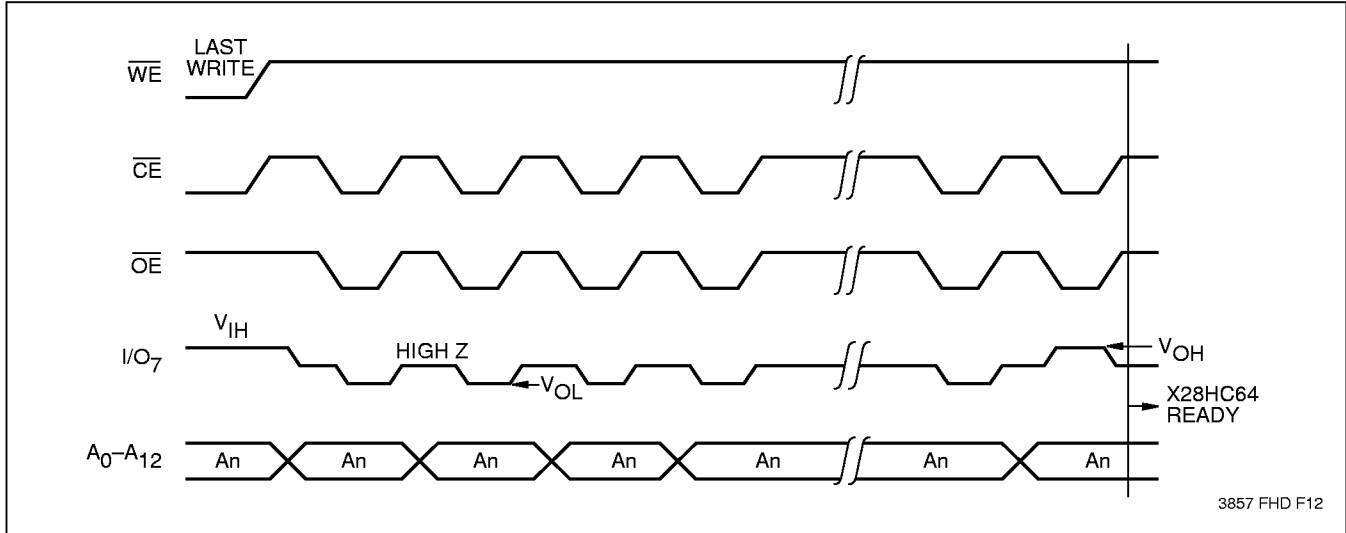 LAST
WRITE
WE
CE
OE
VIH
I/O7
HIGH Z
VOL
VOH
X28HC64
READY
A0–A12
An An An An An An An
3857 FHD F12